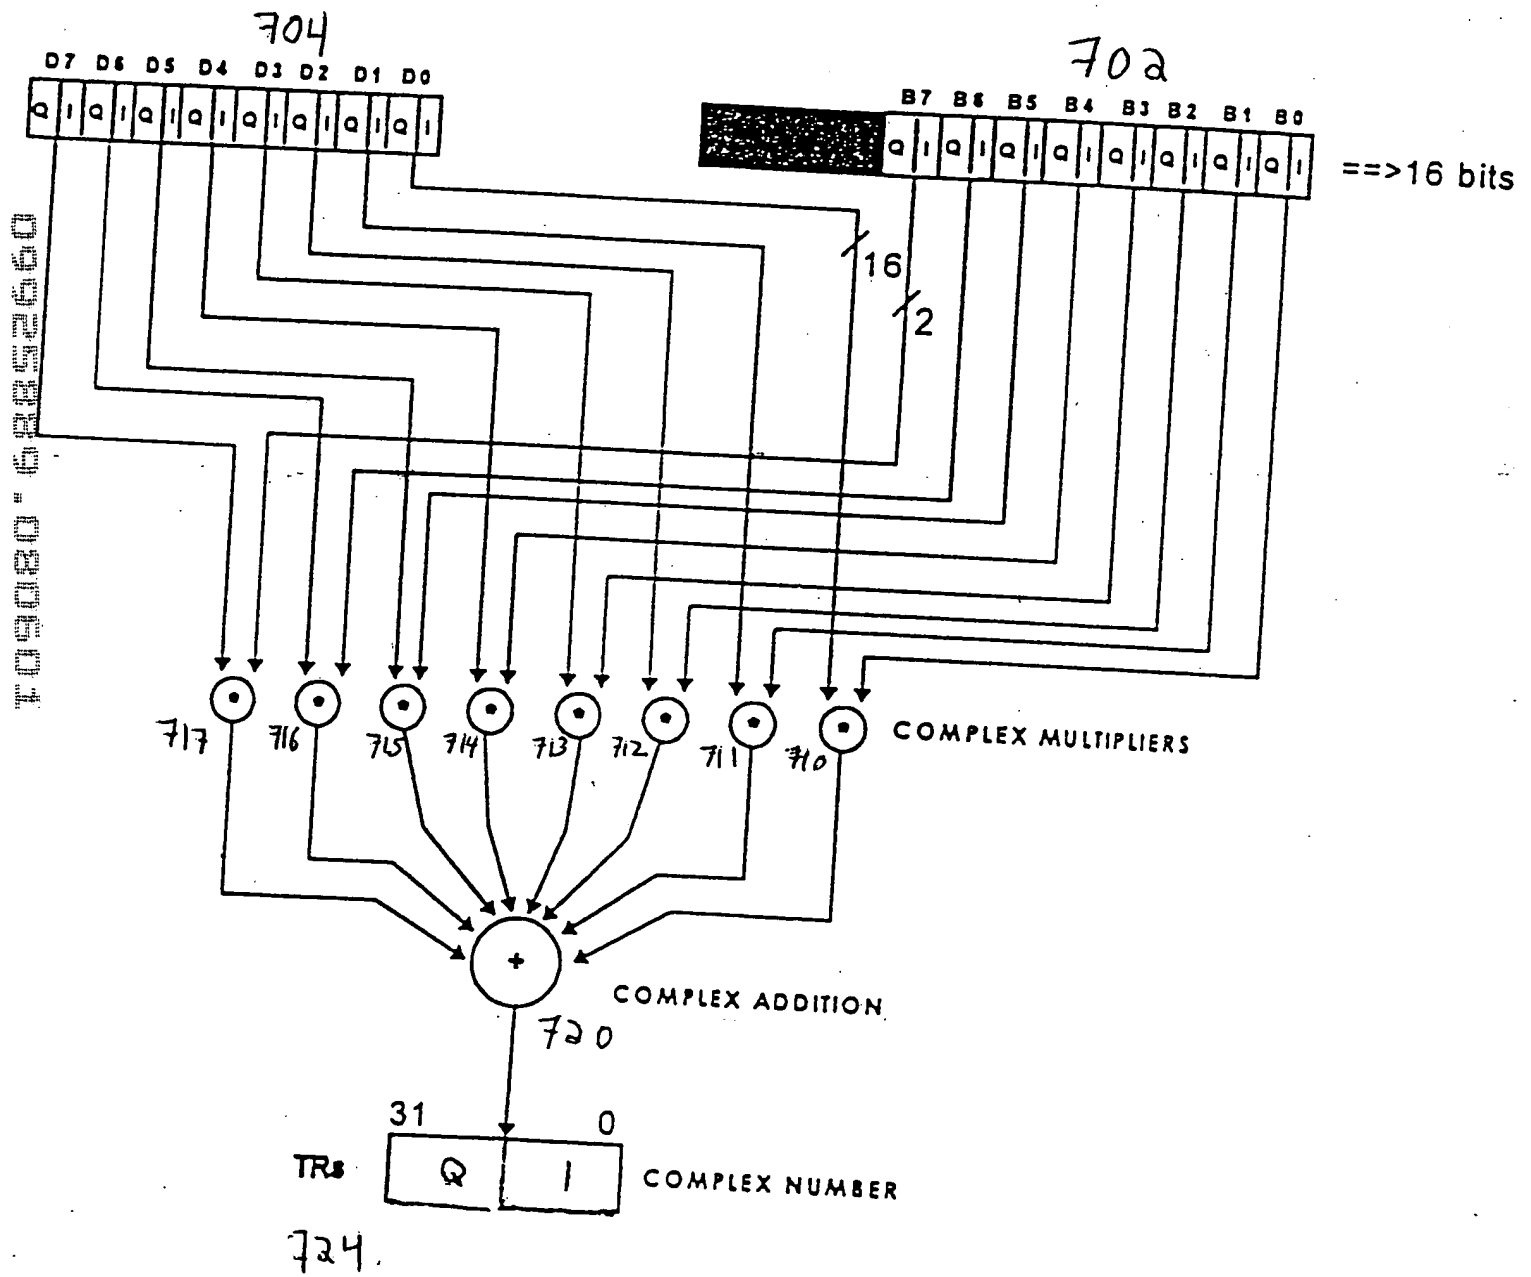 704
702
D7 D6 D5 D4 D3 D2 D1 D0
B7 B6 B5 B4 B3 B2 B1 B0
Q I Q I Q I Q I Q I Q I Q I Q I
Q I Q I Q I Q I Q I Q I Q I Q I
==>16 bits
16
2
09925829.080501
717 716 715 714 713 712 711 710
COMPLEX MULTIPLIERS
+
COMPLEX ADDITION
720
31 0
TRs Q I COMPLEX NUMBER
724.